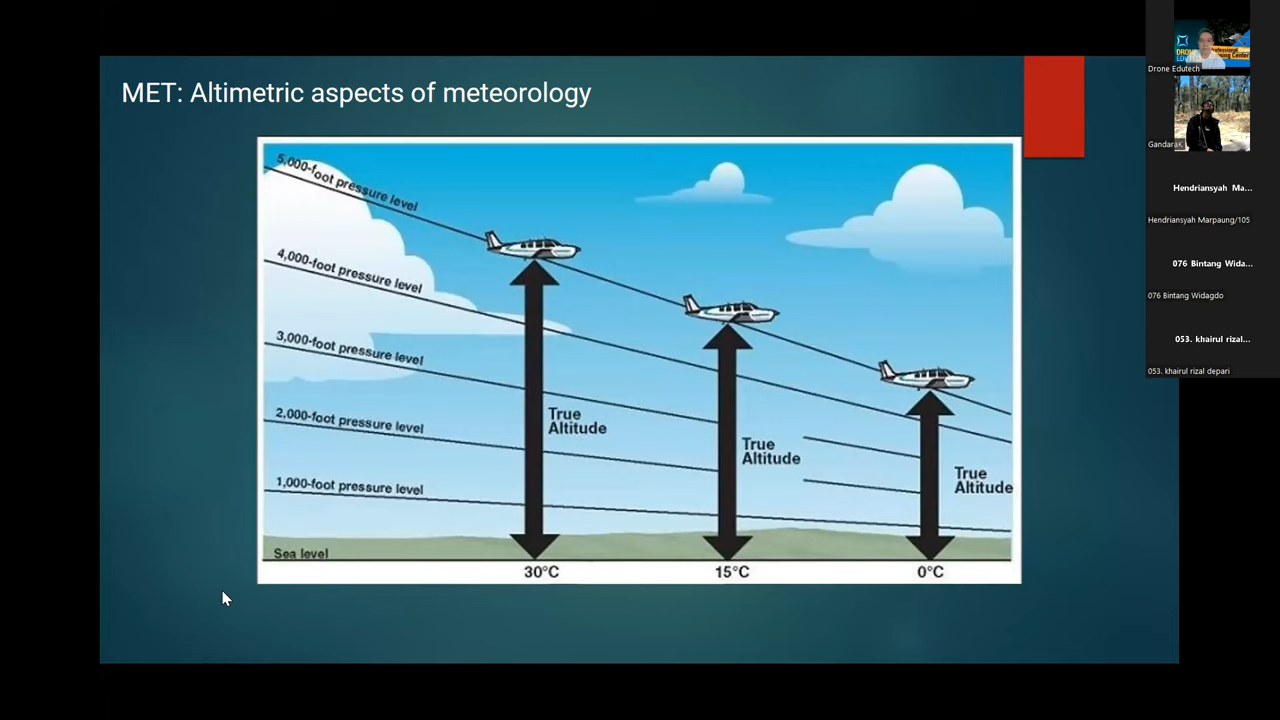 MET: Altimetric aspects of meteorology
5,000-foot pressure level
4,000-foot pressure level
3,000-foot pressure level
2,000-foot pressure level
1,000-foot pressure level
Sea level
True
Altitude
True
Altitude
True
Altitude
30°C
15°C
0°C
Drone Edutech
GandaraK
Hendriansyah Ma...
Hendriansyah Marpaung/105
076 Bintang Wida...
076 Bintang Widagdo
053. khairul rizal...
053. khairul rizal depari